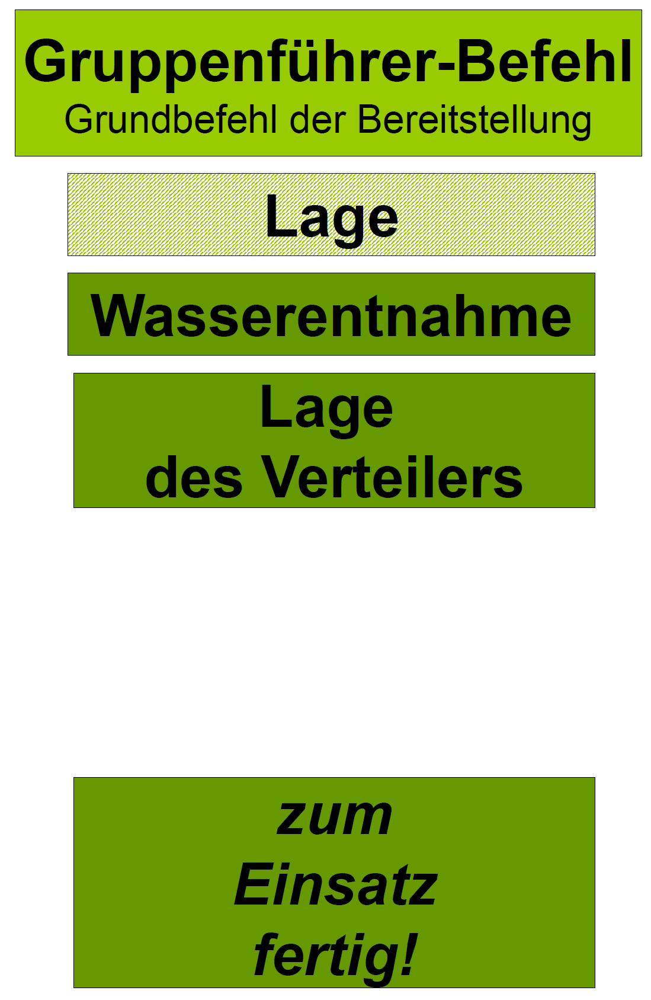 Gruppenführer-Befehl
Grundbefehl der Bereitstellung
Lage
Wasserentnahme
Lage
des Verteilers
zum
Einsatz
fertig!